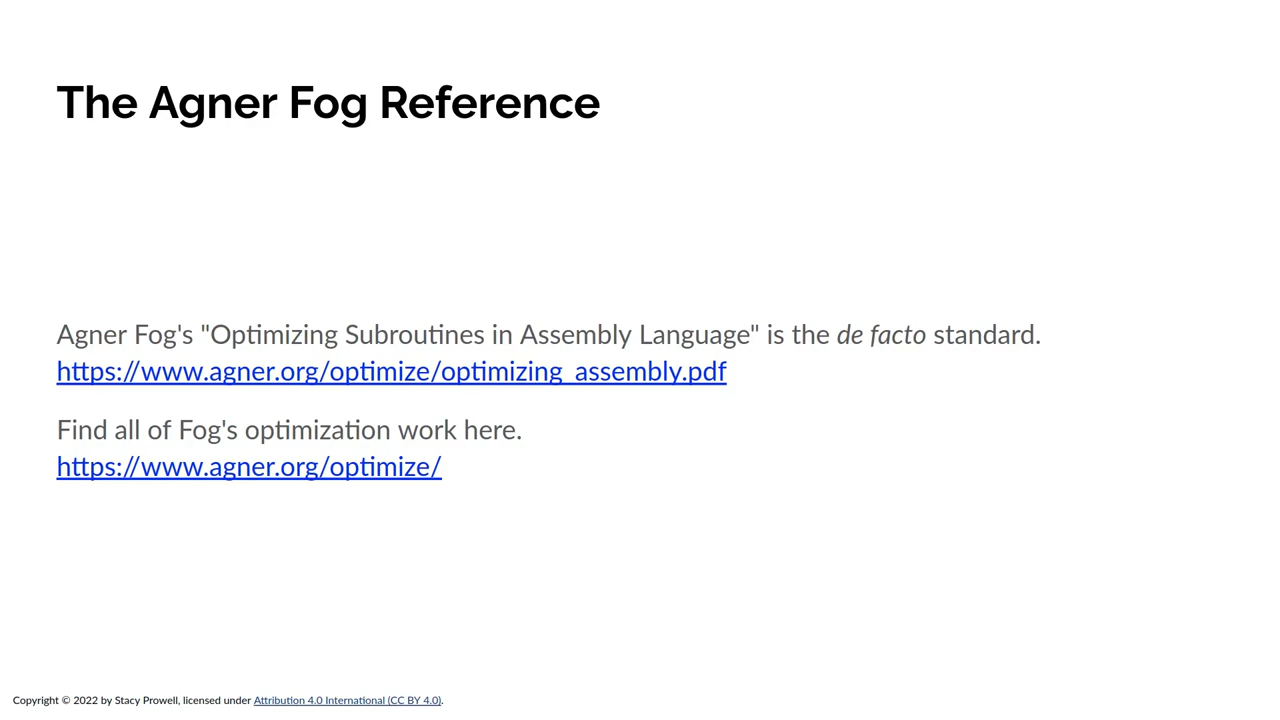 The Agner Fog Reference
Agner Fog's "Optimizing Subroutines in Assembly Language" is the de facto standard.
https://www.agner.org/optimize/optimizing_assembly.pdf
Find all of Fog's optimization work here.
https://www.agner.org/optimize/
Copyright © 2022 by Stacy Prowell, licensed under Attribution 4.0 International (CC BY 4.0).